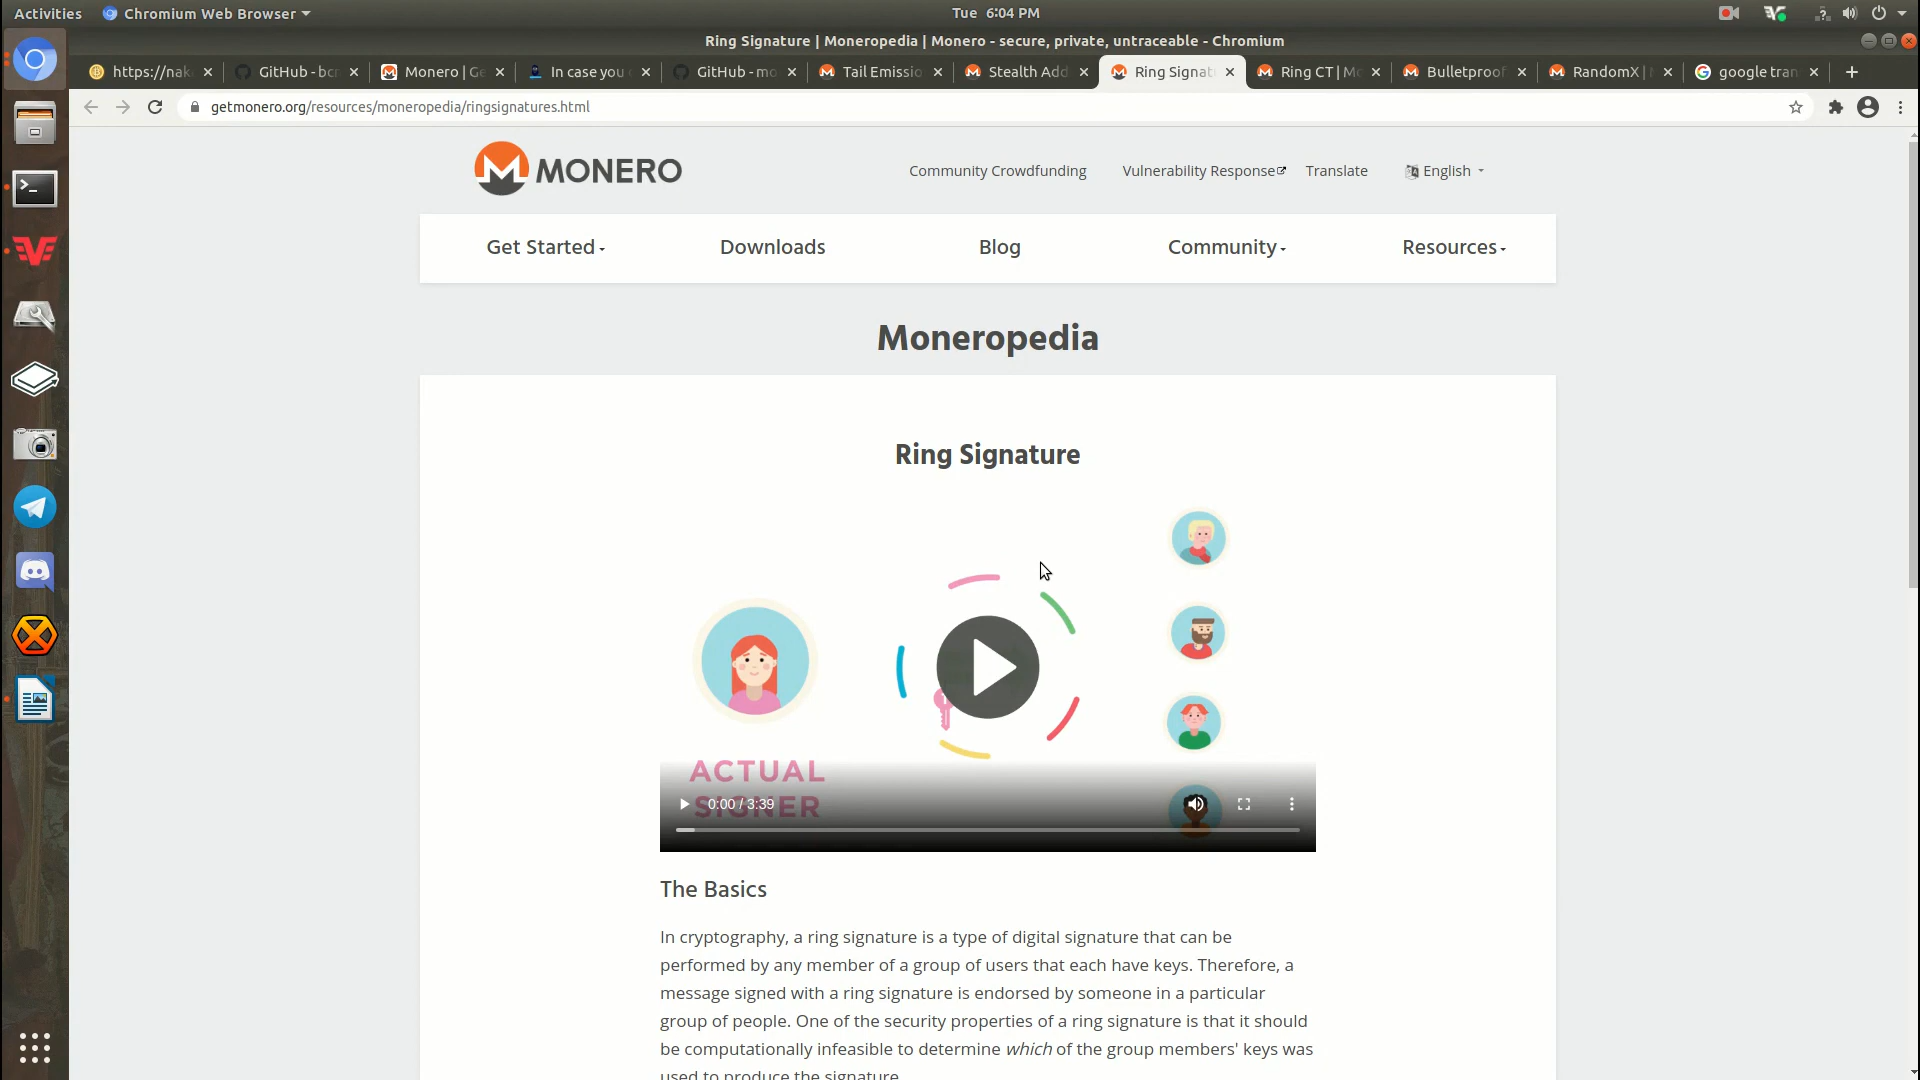 Activities Chromium Web Browser Tue 6:04 PM
Ring Signature | Moneropedia | Monero - secure, private, untraceable - Chromium
https://nak GitHub - bcr Monero | Ge In case you GitHub - mo Tail Emissio Stealth Add Ring Signat Ring CT | Mo Bulletproof RandomX | google tran
getmonero.org/resources/moneropedia/ringsignatures.html
MONERO Community Crowdfunding Vulnerability Response Translate English
Get Started Downloads Blog Community Resources
Moneropedia
Ring Signature
ACTUAL
SIGNER
0:00 / 3:39
The Basics
In cryptography, a ring signature is a type of digital signature that can be
performed by any member of a group of users that each have keys. Therefore, a
message signed with a ring signature is endorsed by someone in a particular
group of people. One of the security properties of a ring signature is that it should
be computationally infeasible to determine which of the group members' keys was
used to produce the signature.